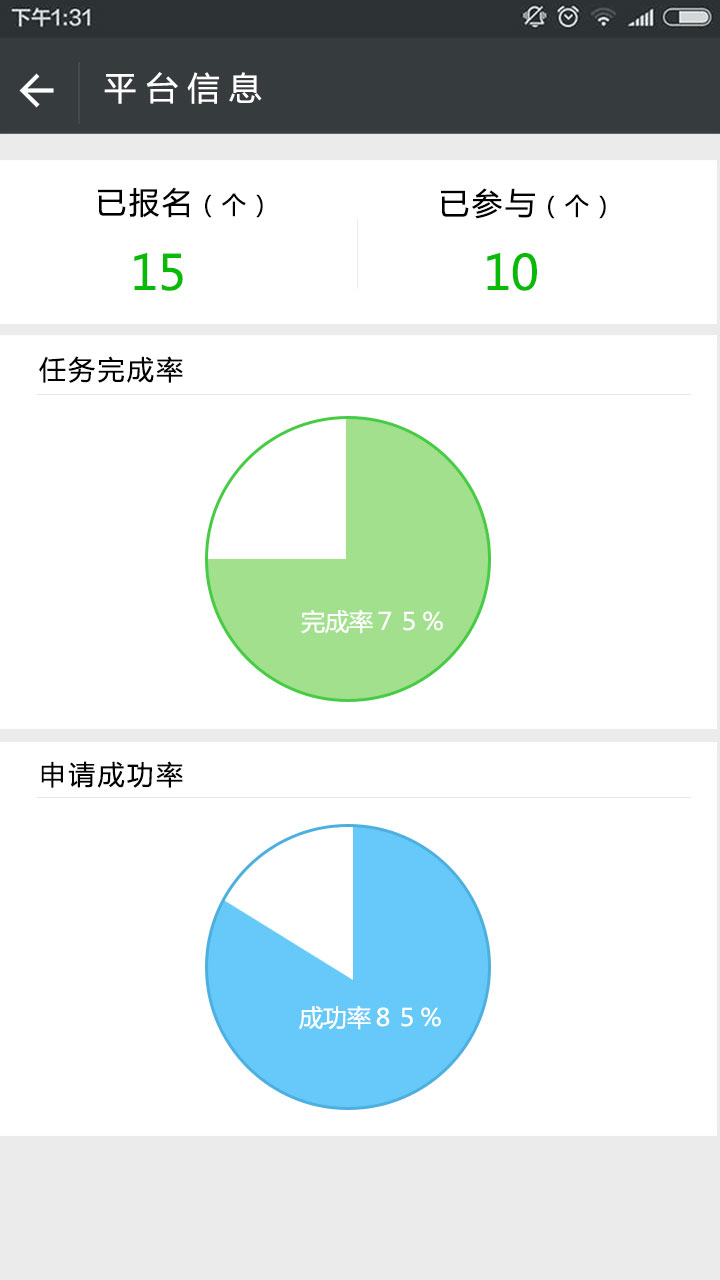 下午1:31
平台信息
已报名（个） 已参与（个）
15 10
任务完成率
完成率75%
申请成功率
成功率85%